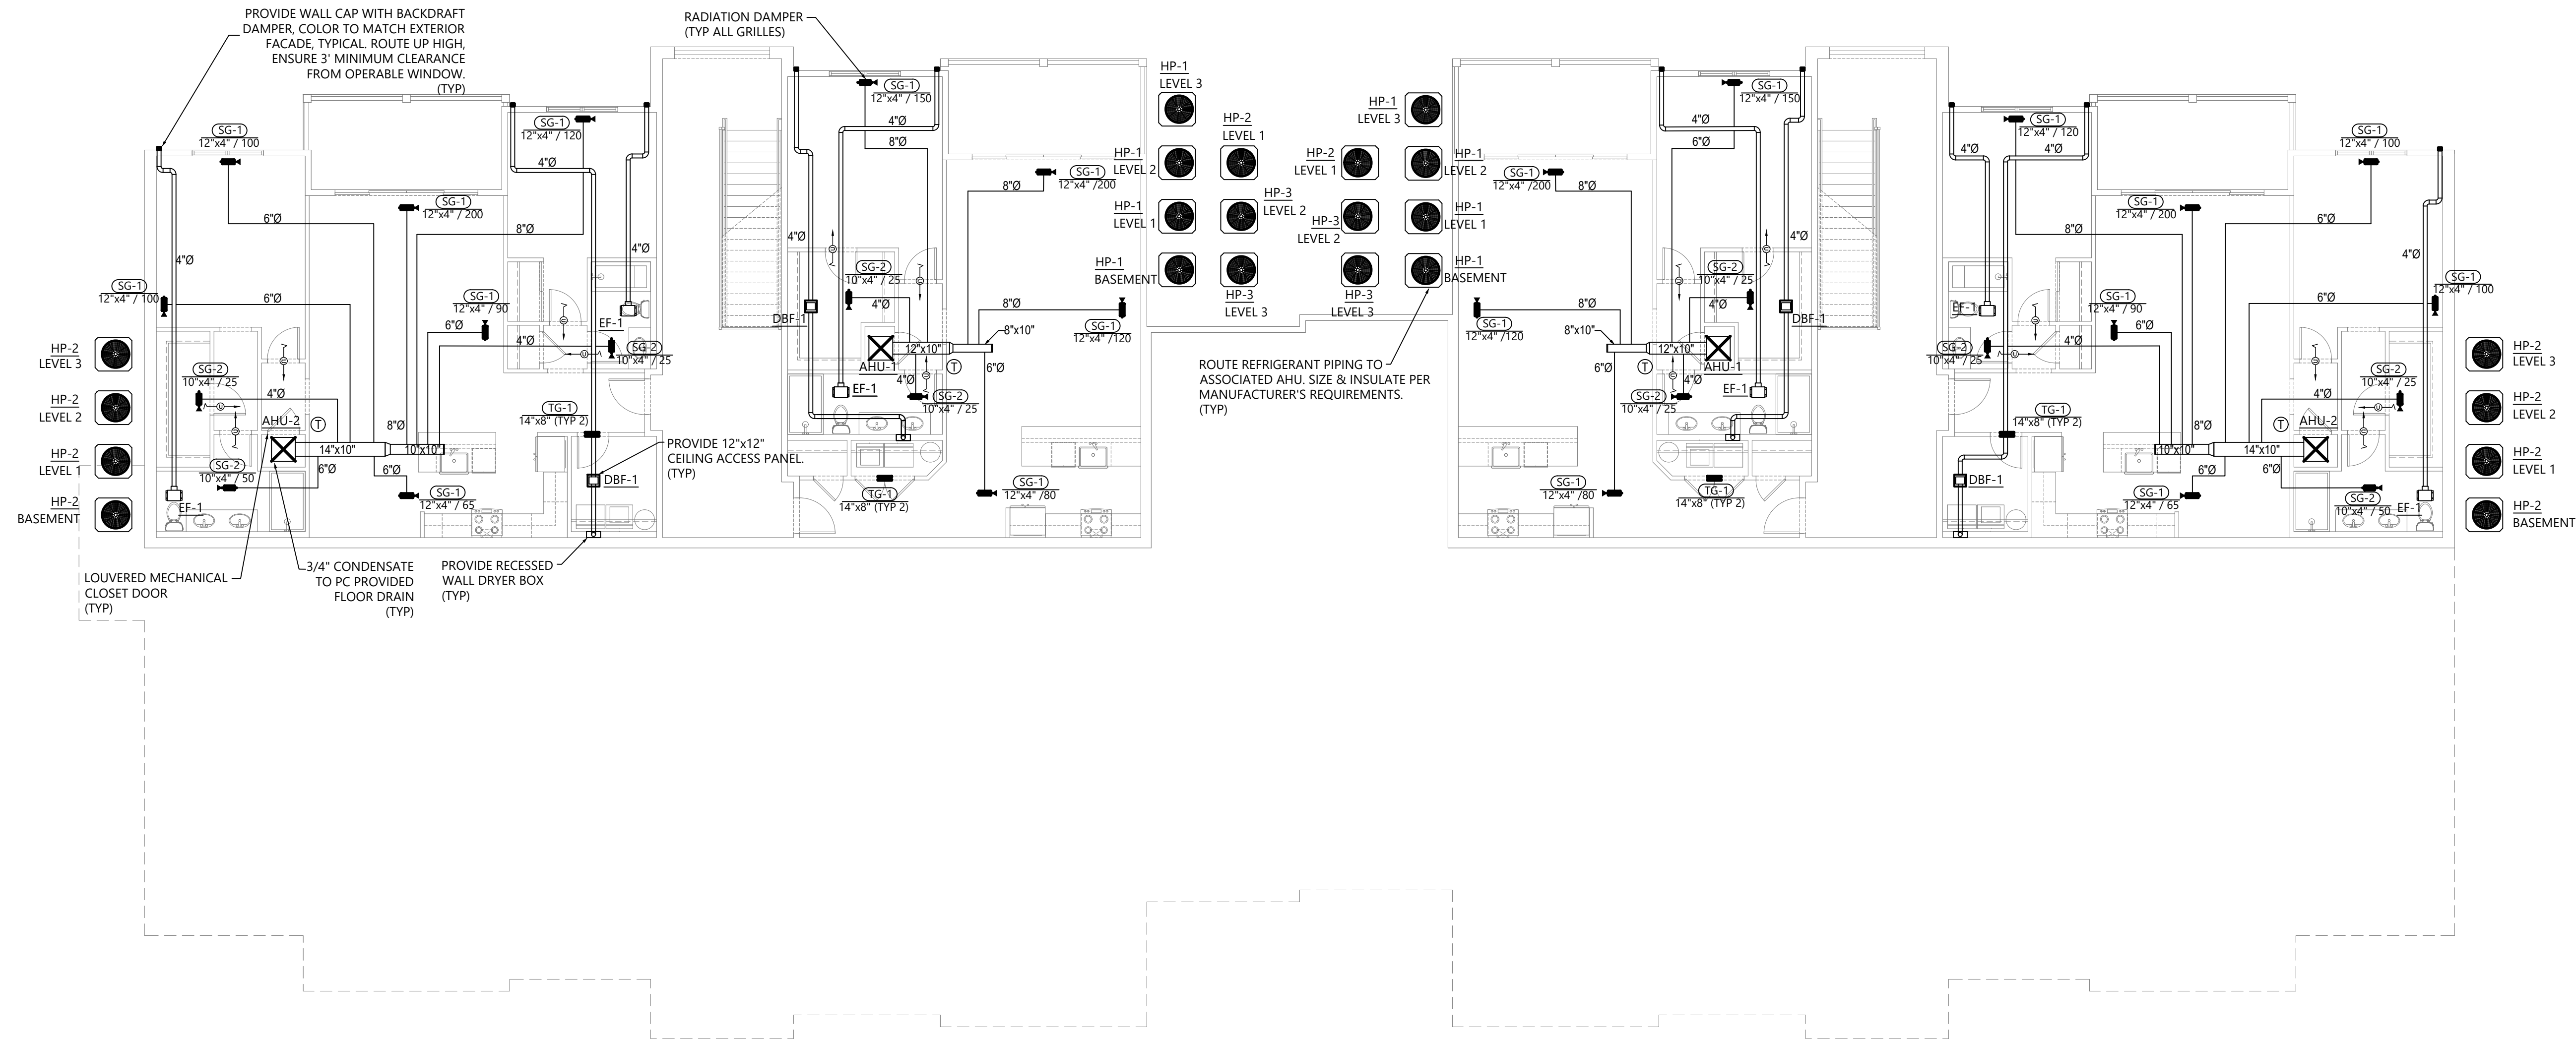 PROVIDE WALL CAP WITH BACKDRAFT
DAMPER, COLOR TO MATCH EXTERIOR
FACADE, TYPICAL. ROUTE UP HIGH,
ENSURE 3' MINIMUM CLEARANCE
FROM OPERABLE WINDOW.
(TYP)
SG-1
12"x4" / 100
6"Ø
4"Ø
SG-1
12"x4" / 100
6"Ø
SG-1
12"x4" / 200
SG-1
12"x4" / 120
4"Ø
8"Ø
4"Ø
SG-1
12"x4" / 90
6"Ø
EF-1
4"Ø
SG-2
10"x4" / 25
HP-2
LEVEL 3
HP-2
LEVEL 2
HP-2
LEVEL 1
HP-2
BASEMENT
SG-2
10"x4" / 25
4"Ø
AHU-2
T
8"Ø
14"x10"
10"x10"
SG-2
10"x4" / 50
6"Ø
6"Ø
SG-1
12"x4" / 65
EF-1
TG-1
14"x8" (TYP 2)
PROVIDE 12"x12"
CEILING ACCESS PANEL.
(TYP)
DBF-1
LOUVERED MECHANICAL
CLOSET DOOR
(TYP)
3/4" CONDENSATE
TO PC PROVIDED
FLOOR DRAIN
(TYP)
PROVIDE RECESSED
WALL DRYER BOX
(TYP)
RADIATION DAMPER
(TYP ALL GRILLES)
SG-1
12"x4" / 150
4"Ø
8"Ø
SG-1
12"x4" /200
8"Ø
4"Ø
SG-2
10"x4" / 25
4"Ø
DBF-1
8"Ø
SG-1
12"x4" /120
8"x10"
12"x10"
AHU-1
T
EF-1
4"Ø
6"Ø
SG-2
10"x4" / 25
TG-1
14"x8" (TYP 2)
SG-1
12"x4" /80
HP-1
LEVEL 3
HP-2
LEVEL 1
HP-1
LEVEL 2
HP-3
LEVEL 2
HP-1
LEVEL 1
HP-1
BASEMENT
HP-3
LEVEL 3
HP-1
LEVEL 3
HP-2
LEVEL 1
HP-1
LEVEL 2
HP-3
LEVEL 2
HP-1
LEVEL 1
HP-3
LEVEL 3
HP-1
BASEMENT
ROUTE REFRIGERANT PIPING TO
ASSOCIATED AHU. SIZE & INSULATE PER
MANUFACTURER'S REQUIREMENTS.
(TYP)
SG-1
12"x4" / 150
4"Ø
6"Ø
SG-1
12"x4" /200
8"Ø
4"Ø
SG-2
10"x4" / 25
4"Ø
8"Ø
SG-1
12"x4" /120
8"x10"
DBF-1
12"x10"
AHU-1
T
6"Ø
4"Ø
EF-1
SG-2
10"x4" / 25
TG-1
14"x8" (TYP 2)
SG-1
12"x4" /80
SG-1
12"x4" / 120
4"Ø
4"Ø
SG-1
12"x4" / 100
SG-1
12"x4" / 200
6"Ø
8"Ø
4"Ø
SG-1
12"x4" / 100
6"Ø
SG-1
12"x4" / 90
6"Ø
EF-1
4"Ø
SG-2
10"x4" / 25
SG-2
10"x4" / 25
4"Ø
TG-1
14"x8" (TYP 2)
8"Ø
T
AHU-2
10"x10"
14"x10"
6"Ø
6"Ø
DBF-1
SG-1
12"x4" / 65
SG-2
10"x4" / 50
EF-1
HP-2
LEVEL 3
HP-2
LEVEL 2
HP-2
LEVEL 1
HP-2
BASEMENT